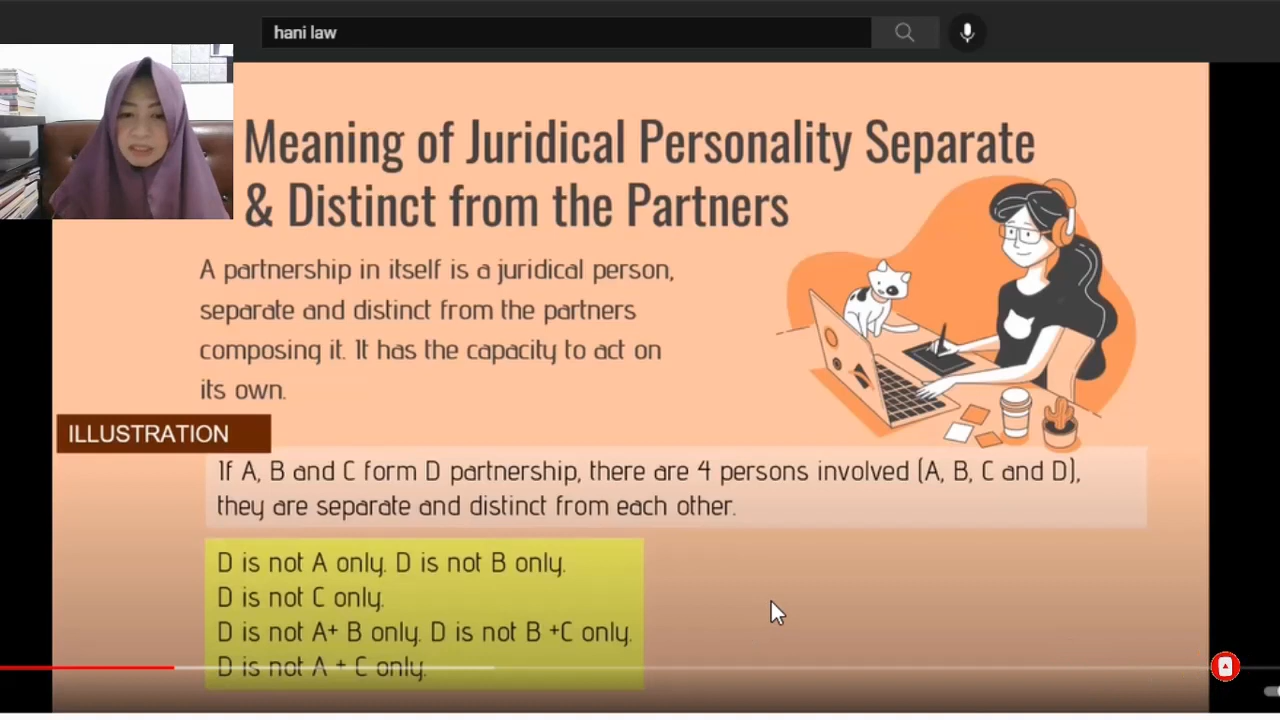 hani law
Meaning of Juridical Personality Separate
& Distinct from the Partners
A partnership in itself is a juridical person,
separate and distinct from the partners
composing it. It has the capacity to act on
its own.
ILLUSTRATION
If A, B and C form D partnership, there are 4 persons involved (A, B, C and D),
they are separate and distinct from each other.
D is not A only. D is not B only.
D is not C only.
D is not A+ B only. D is not B +C only.
D is not A + C only.